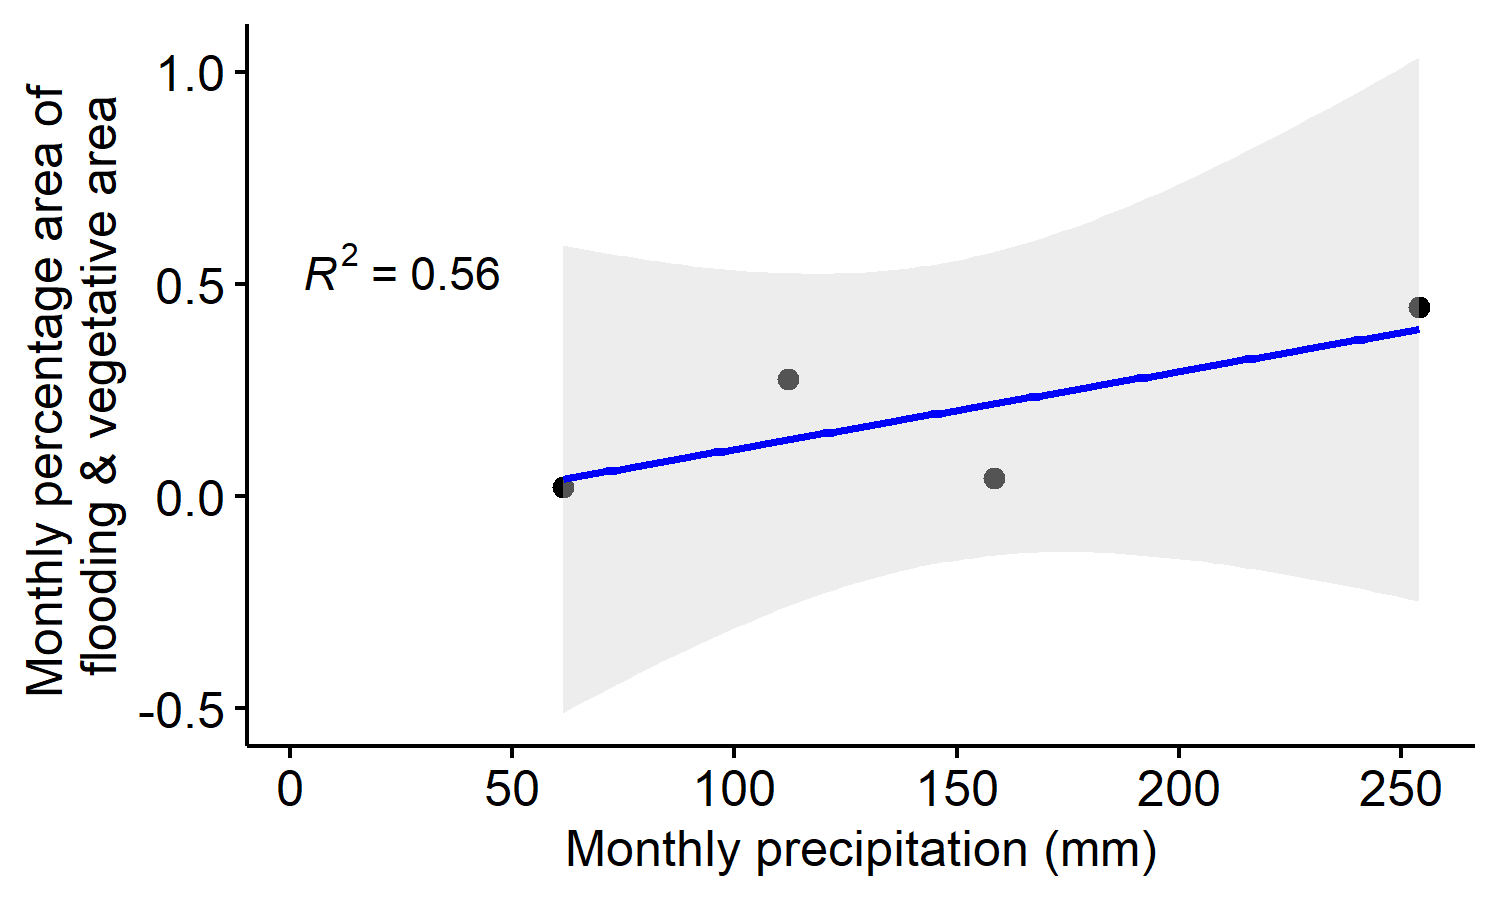 Monthly percentage area of
flooding & vegetative area
1.0
0.5
0.0
-0.5
R² = 0.56
0 50 100 150 200 250
Monthly precipitation (mm)